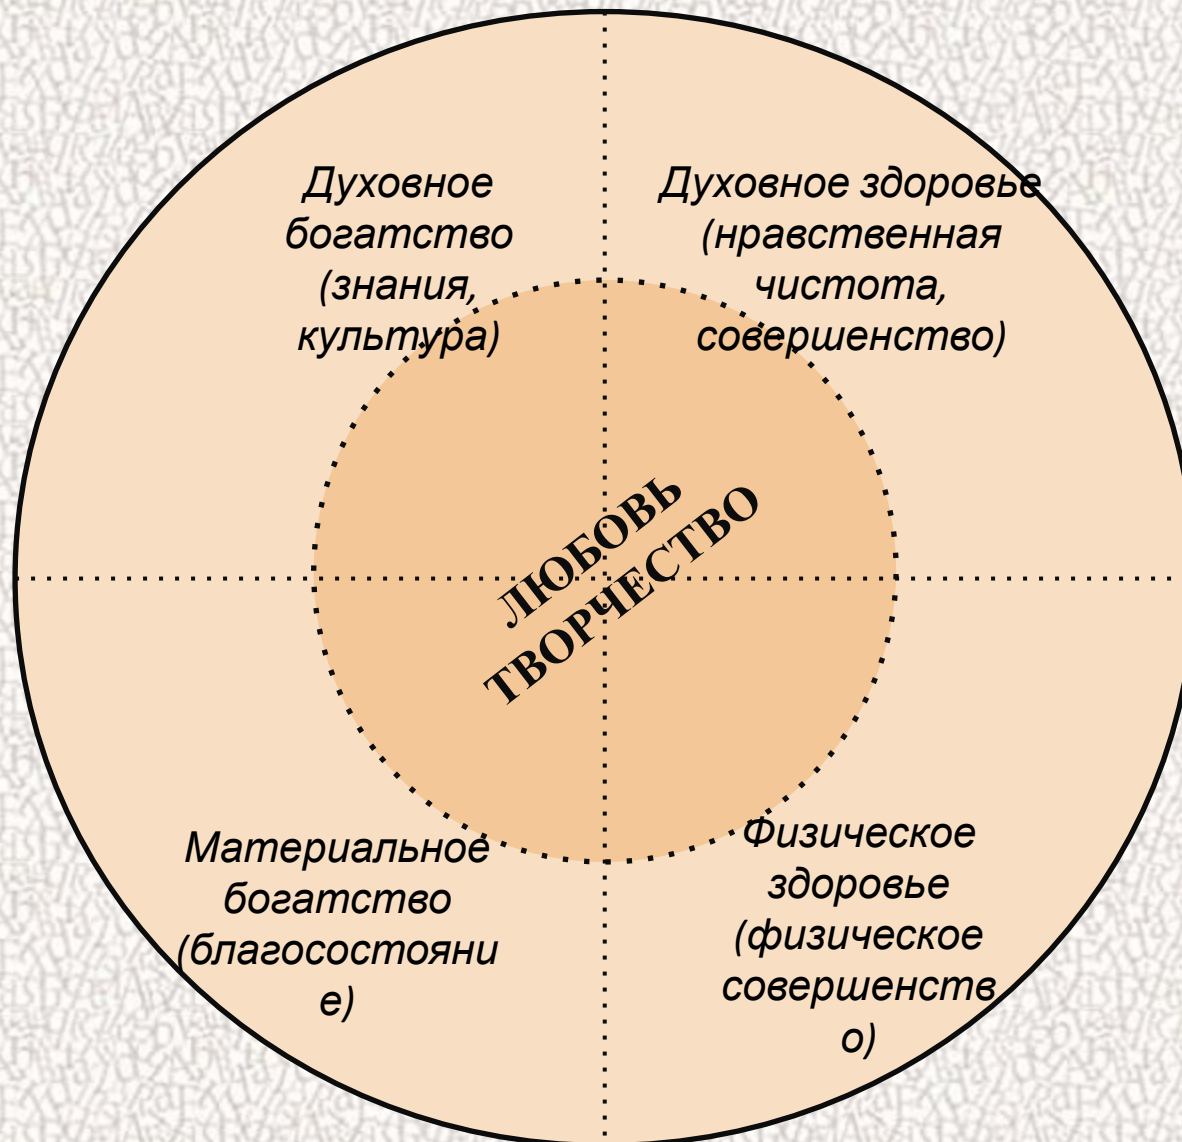 Духовное
богатство
(знания,
культура)
Духовное здоровье
(нравственная
чистота,
совершенство)
ЛЮБОВЬ
ТВОРЧЕСТВО
Материальное
богатство
(благосостояни
е)
Физическое
здоровье
(физическое
совершенств
о)